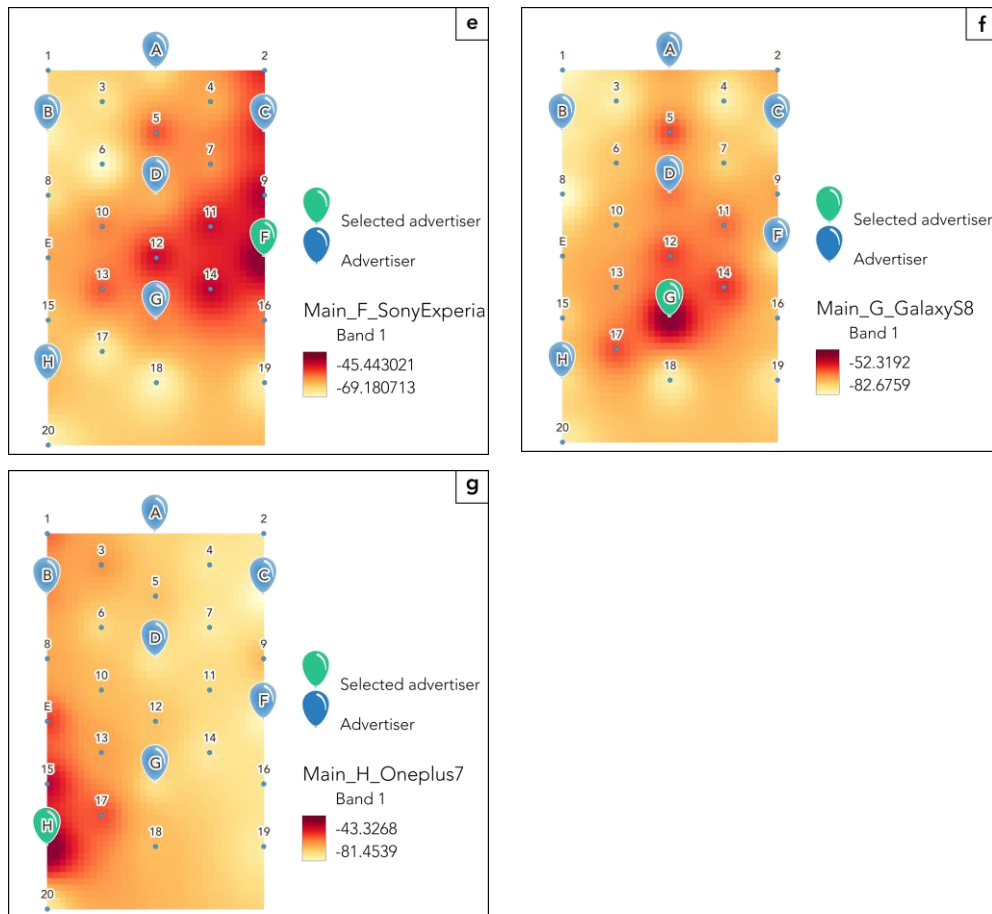 e
A
1 2
3 4
B C
5
6 7
D
8 9
10 11
F
E 12
13 14
G
15 16
17
H 18 19
20
Selected advertiser
Advertiser
Main_F_SonyExperia
Band 1
-45.443021
-69.180713
f
A
1 2
3 4
B C
5
6 7
D
8 9
10 11
F
E 12
13 14
G
15 16
17
H 18 19
20
Selected advertiser
Advertiser
Main_G_GalaxyS8
Band 1
-52.3192
-82.6759
g
A
1 2
3 4
B C
5
6 7
D
8 9
10 11
F
E 12
13 14
G
15 16
17
H 18 19
20
Selected advertiser
Advertiser
Main_H_Oneplus7
Band 1
-43.3268
-81.4539